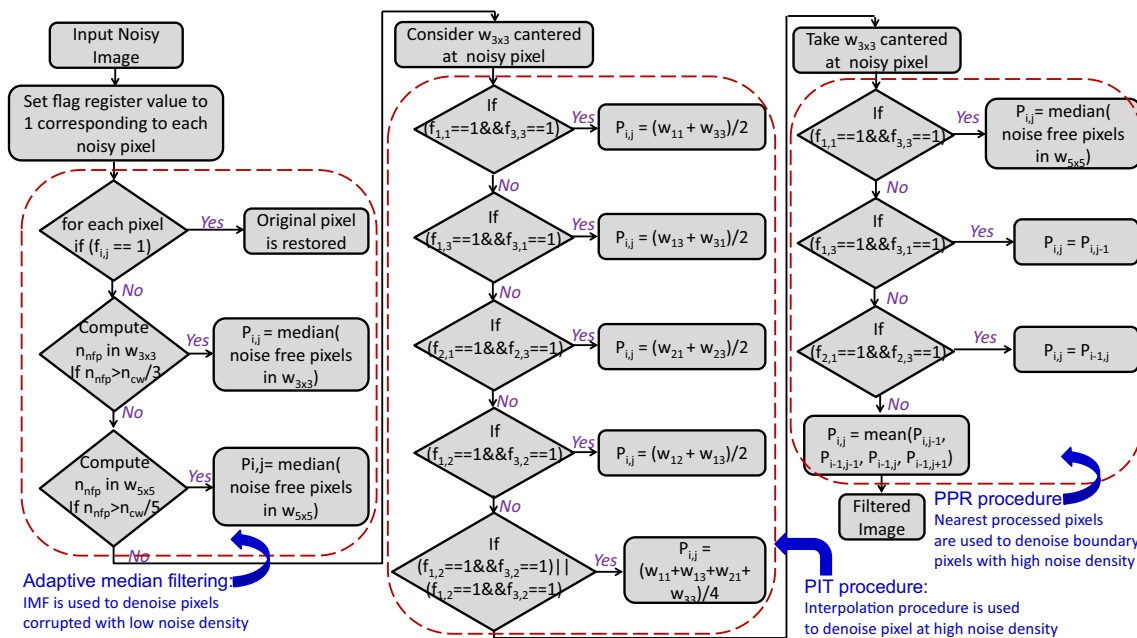 Input Noisy
Image
Set flag register value to
1 corresponding to each
noisy pixel
for each pixel
if (f_{i,j} == 1)
Yes
Original pixel
is restored
No
Compute
n_{nfp} in w_{3x3}
If n_{nfp}>n_{cw}/3
Yes
P_{i,j} = median(
noise free pixels
in w_{3x3})
No
Compute
n_{nfp} in w_{5x5}
If n_{nfp}>n_{cw}/5
Yes
Pi,j= median(
noise free pixels
in w_{5x5})
No
Adaptive median filtering:
IMF is used to denoise pixels
corrupted with low noise density
Consider w_{3x3} cantered
at noisy pixel
If
(f_{1,1}==1&&f_{3,3}==1)
Yes
P_{i,j} = (w_{11} + w_{33})/2
No
If
(f_{1,3}==1&&f_{3,1}==1)
Yes
P_{i,j} = (w_{13} + w_{31})/2
No
If
(f_{2,1}==1&&f_{2,3}==1)
Yes
P_{i,j} = (w_{21} + w_{23})/2
No
If
(f_{1,2}==1&&f_{3,2}==1)
Yes
P_{i,j} = (w_{12} + w_{13})/2
No
If
(f_{1,2}==1&&f_{3,2}==1)||
(f_{1,2}==1&&f_{3,2}==1)
Yes
P_{i,j} =
(w_{11}+w_{13}+w_{21}+
w_{33})/4
PIT procedure:
Interpolation procedure is used
to denoise pixel at high noise density
Take w_{3x3} cantered
at noisy pixel
If
(f_{1,1}==1&&f_{3,3}==1)
Yes
P_{i,j}= median(
noise free pixels
in w_{5x5})
No
If
(f_{1,3}==1&&f_{3,1}==1)
Yes
P_{i,j} = P_{i,j-1}
No
If
(f_{2,1}==1&&f_{2,3}==1)
Yes
P_{i,j} = P_{i-1,j}
No
P_{i,j} = mean(P_{i,j-1},
P_{i-1,j-1}, P_{i-1,j}, P_{i-1,j+1})
Filtered
Image
PPR procedure
Nearest processed pixels
are used to denoise boundary
pixels with high noise density